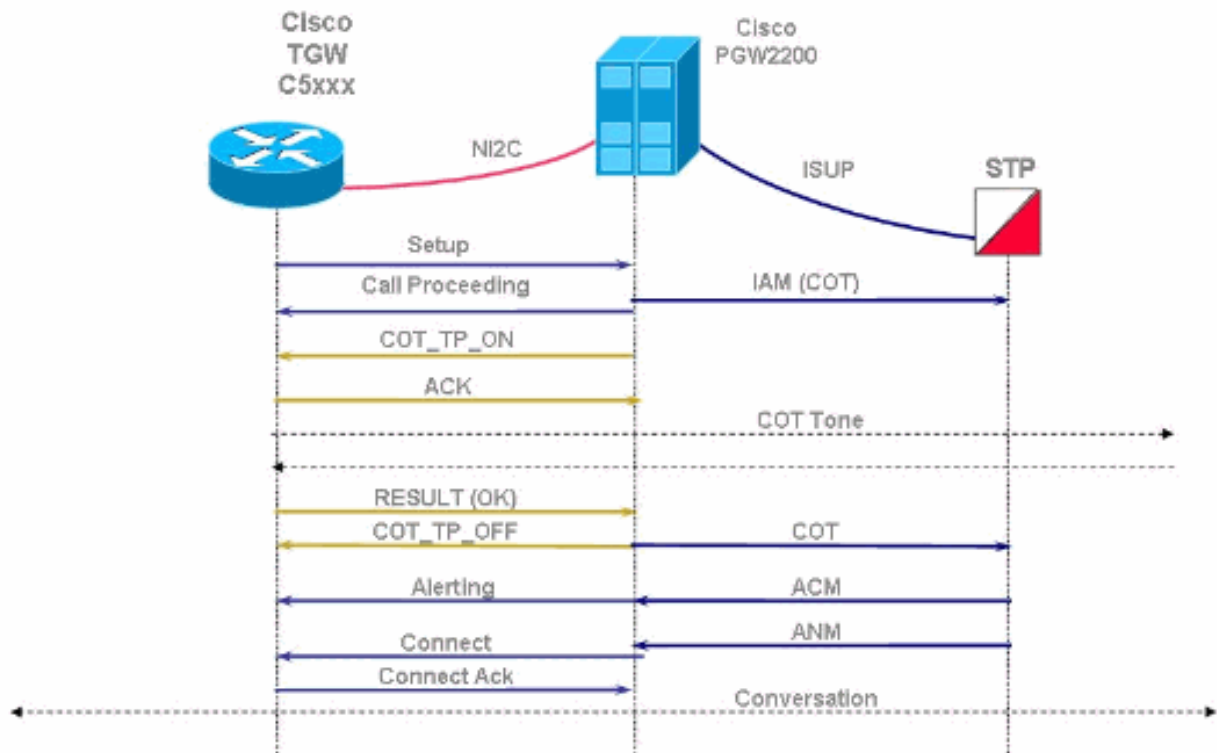 Cisco
TGW
C5xxx
Cisco
PGW2200
NI2C
ISUP
STP
Setup
Call Proceeding
IAM (COT)
COT_TP_ON
ACK
COT Tone
RESULT (OK)
COT_TP_OFF
COT
Alerting
ACM
ANM
Connect
Connect Ack
Conversation